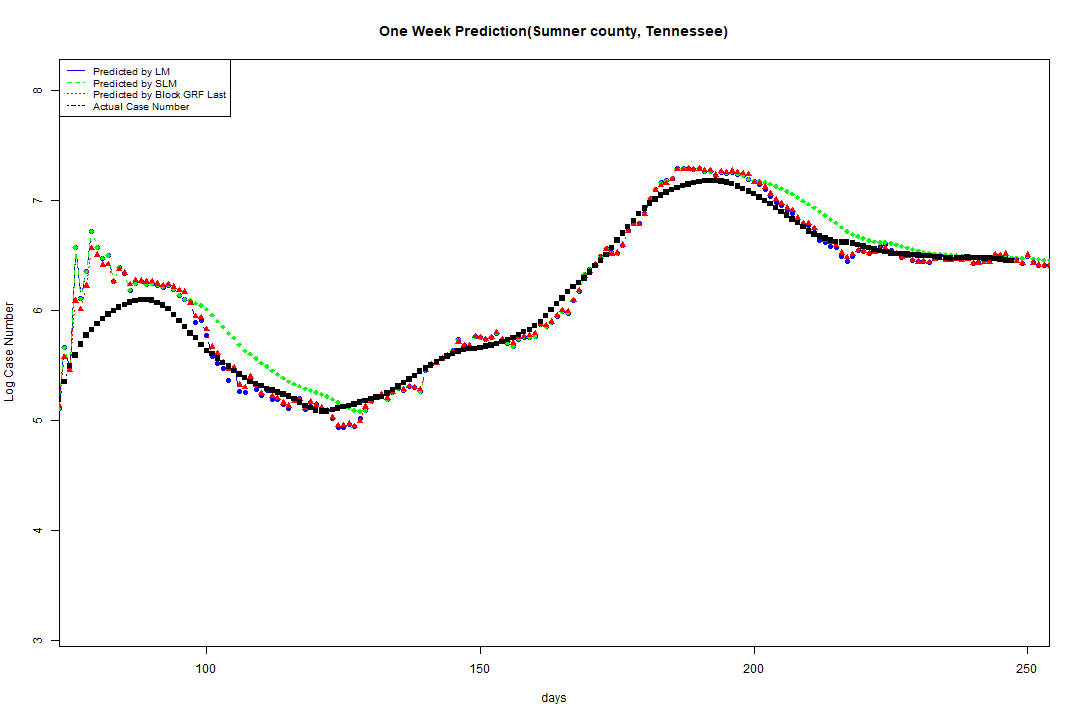 One Week Prediction(Sumner county, Tennessee)
Predicted by LM
Predicted by SLM
Predicted by Block GRF Last
Actual Case Number
8
7
6
5
4
3
Log Case Number
100 150 200 250
days